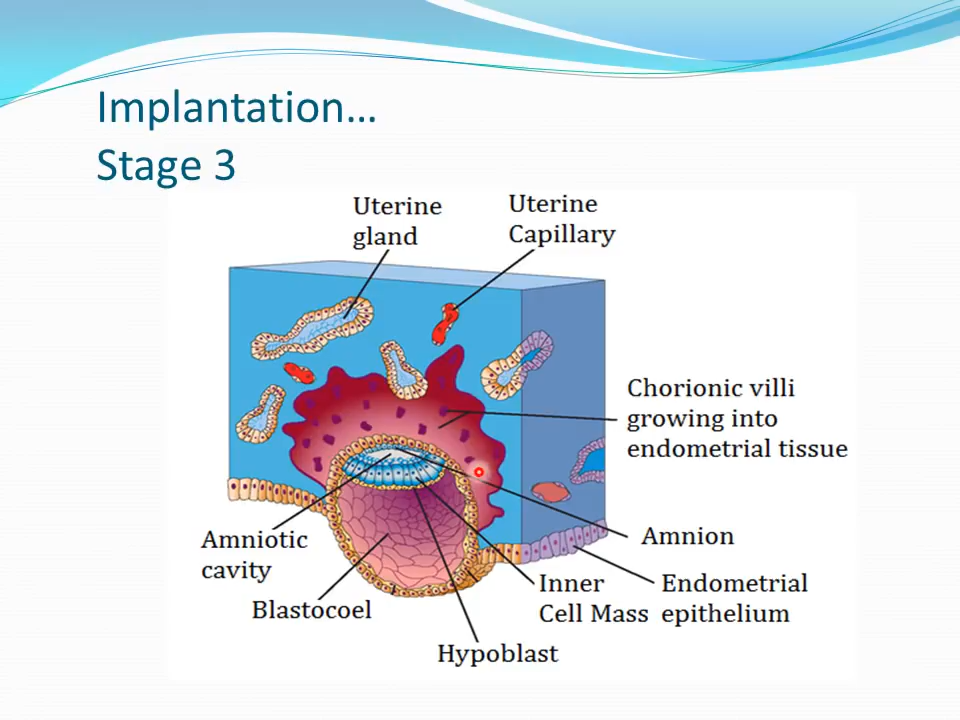 Implantation…
Stage 3
Uterine
gland
Uterine
Capillary
Chorionic villi
growing into
endometrial tissue
Amniotic
cavity
Amnion
Blastocoel
Inner
Cell Mass
Endometrial
epithelium
Hypoblast